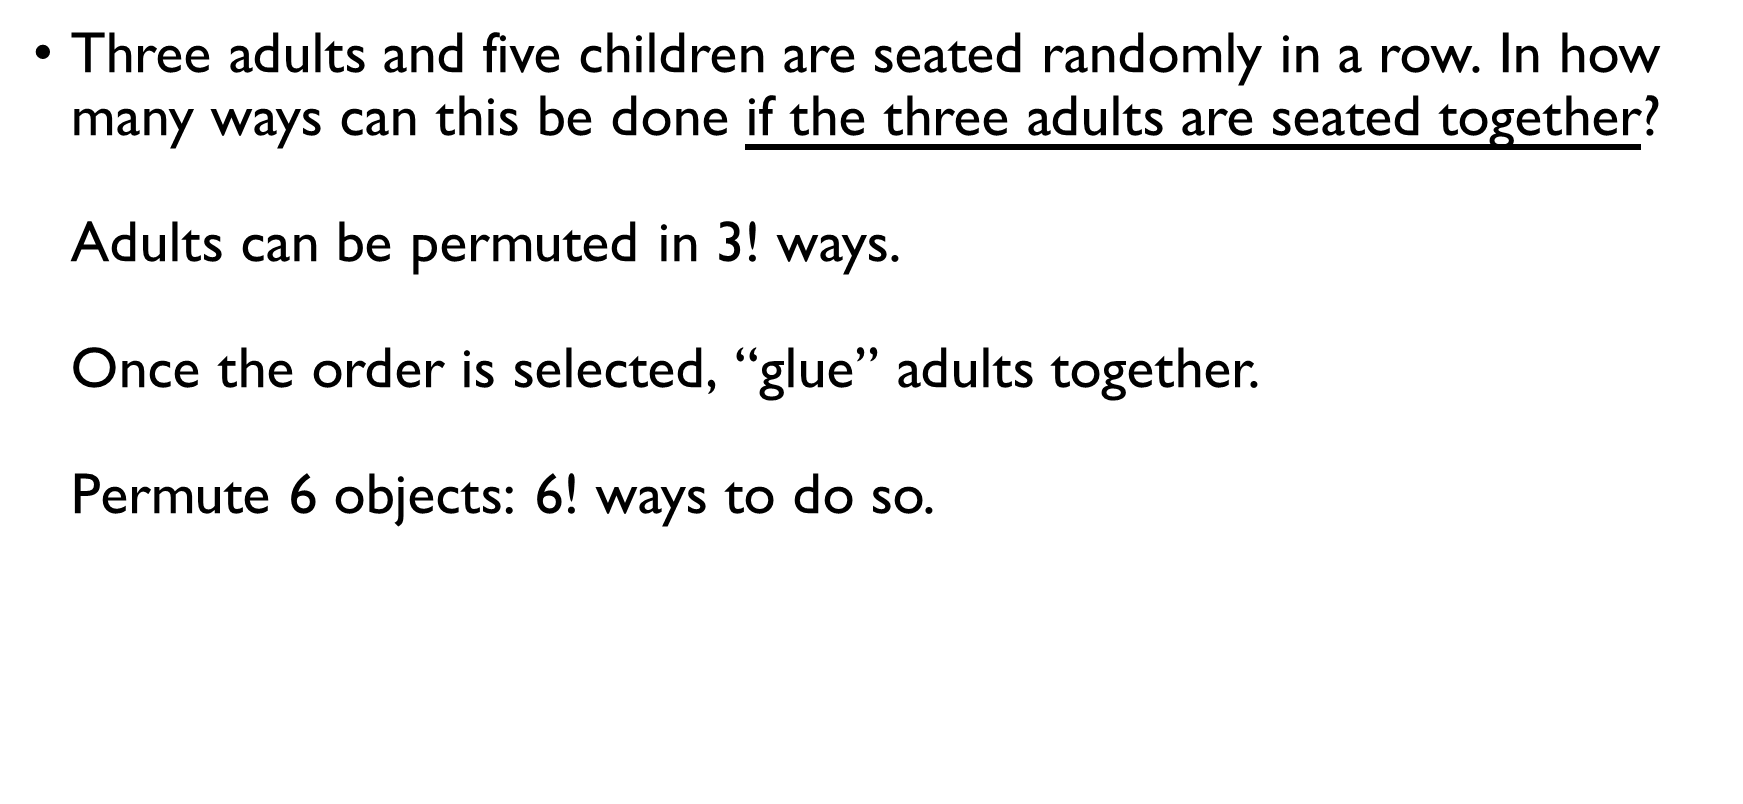 • Three adults and five children are seated randomly in a row. In how
many ways can this be done if the three adults are seated together?
Adults can be permuted in 3! ways.
Once the order is selected, “glue” adults together.
Permute 6 objects: 6! ways to do so.